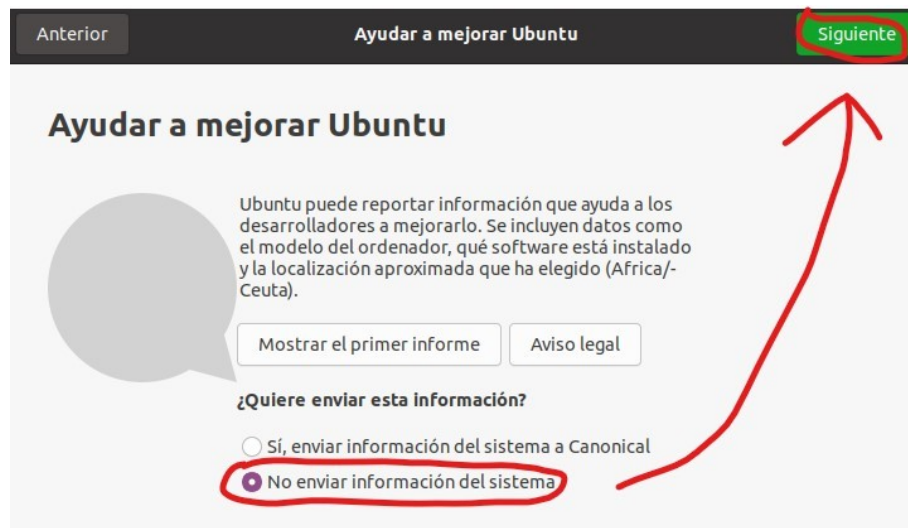 Anterior
Ayudar a mejorar Ubuntu
Siguiente
Ayudar a mejorar Ubuntu
Ubuntu puede reportar información que ayuda a los
desarrolladores a mejorarlo. Se incluyen datos como
el modelo del ordenador, qué software está instalado
y la localización aproximada que ha elegido (Africa/-
Ceuta).
Mostrar el primer informe
Aviso legal
¿Quiere enviar esta información?
Sí, enviar información del sistema a Canonical
No enviar información del sistema